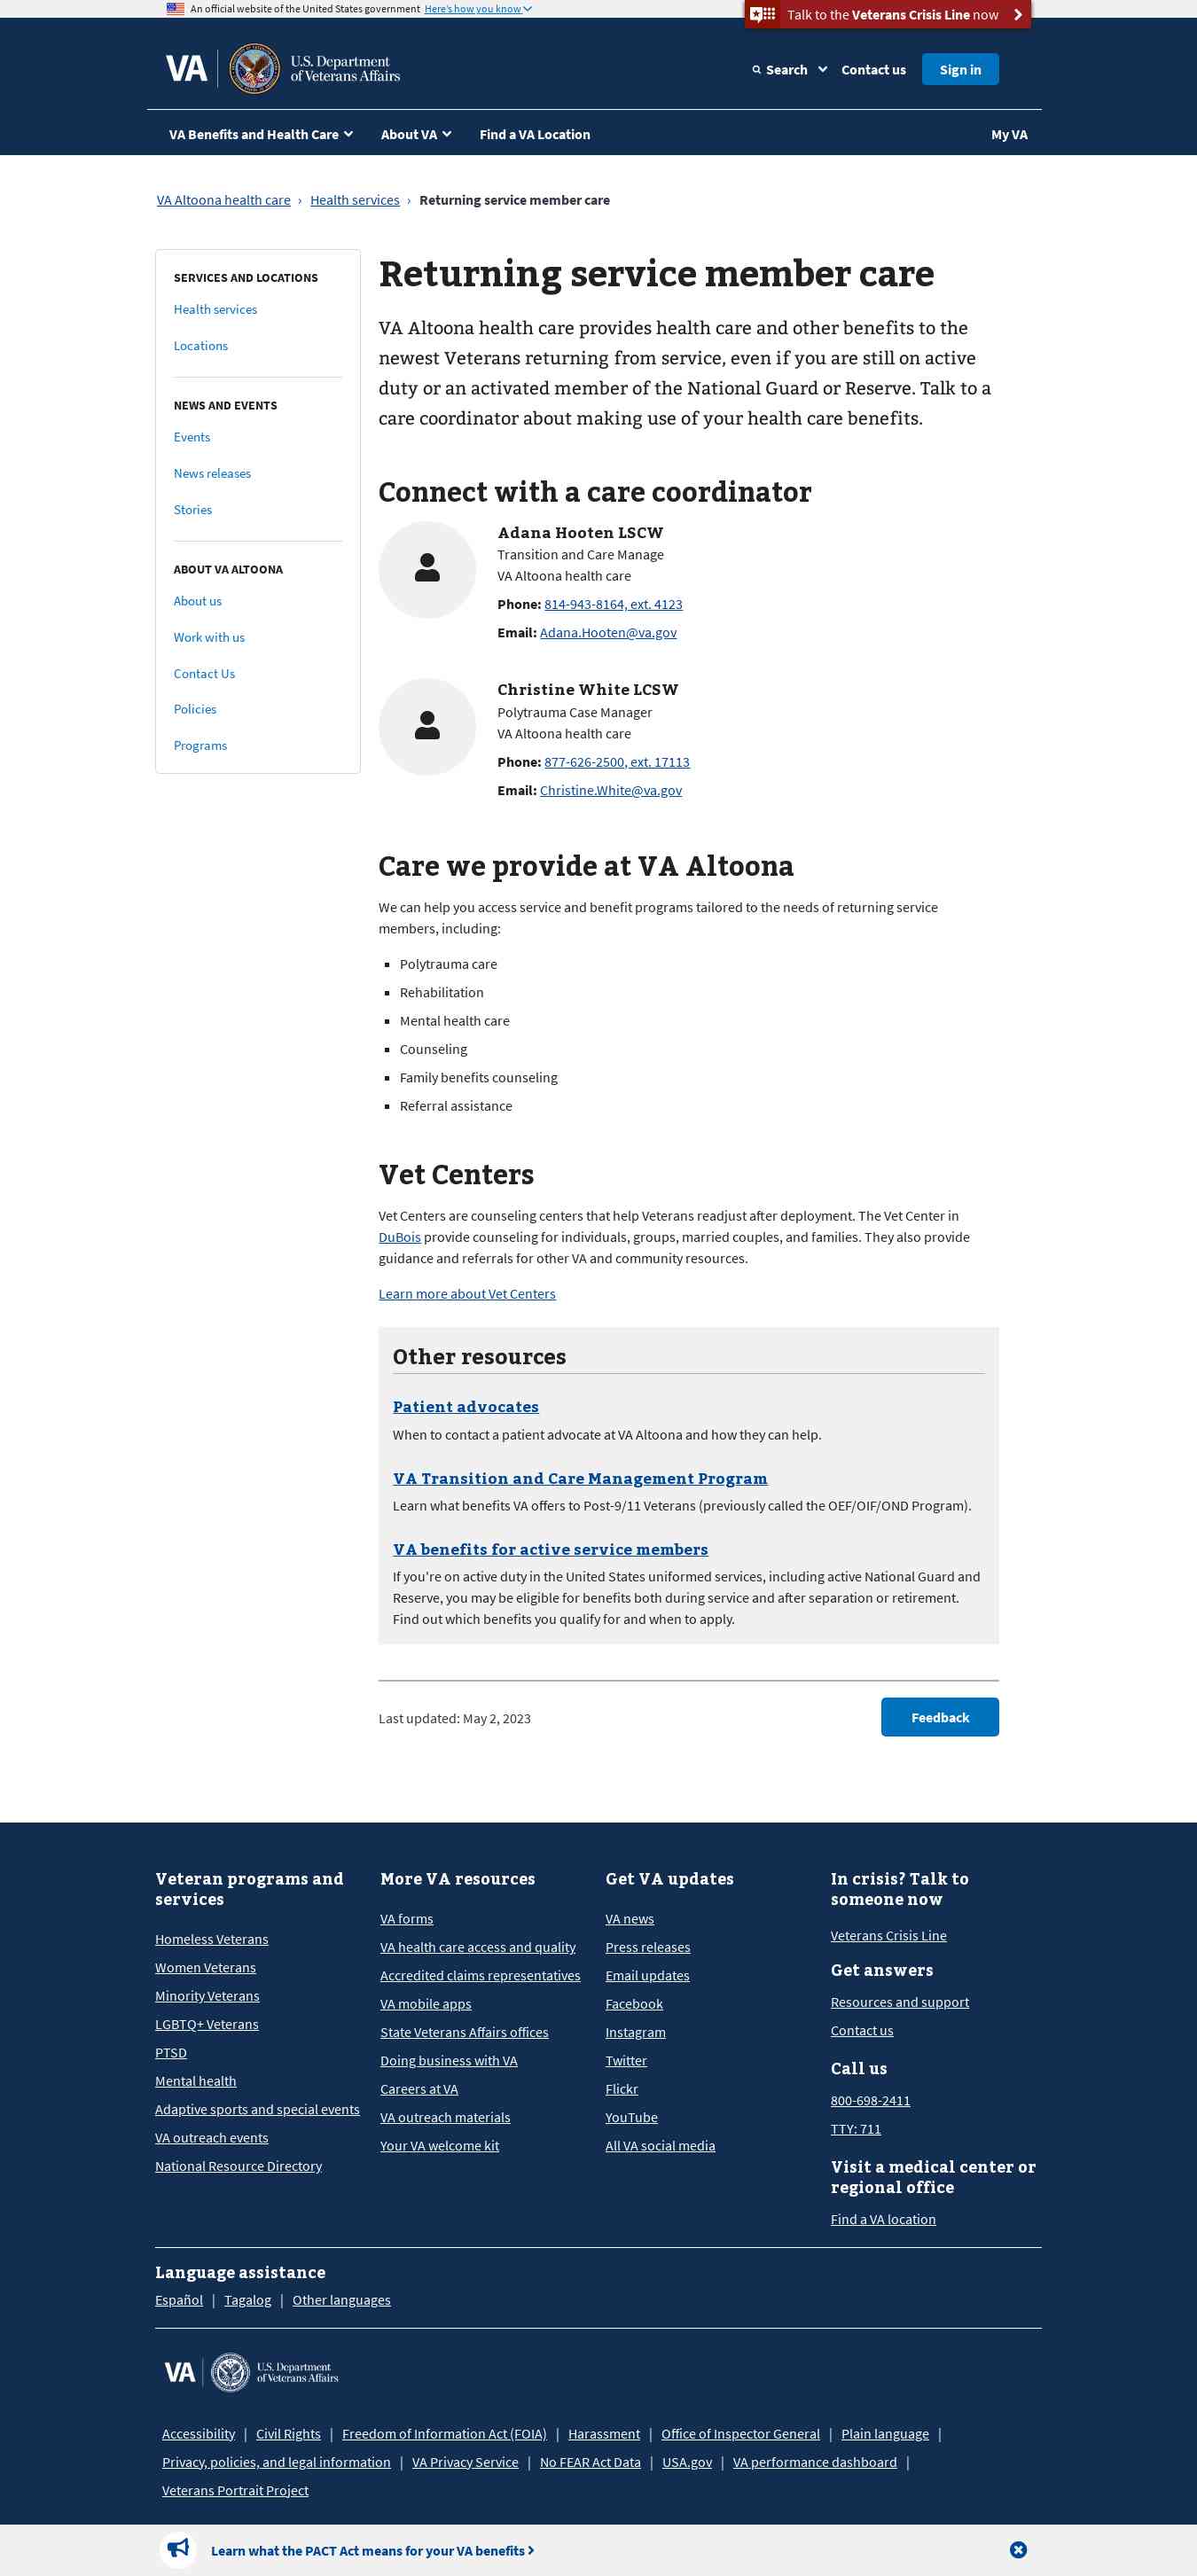 An official website of the United States government Here's how you know
Talk to the Veterans Crisis Line now
VA
U.S. Department
of Veterans Affairs
Search
Contact us
Sign in
VA Benefits and Health Care
About VA
Find a VA Location
My VA
VA Altoona health care › Health services › Returning service member care
SERVICES AND LOCATIONS
Health services
Locations
NEWS AND EVENTS
Events
News releases
Stories
ABOUT VA ALTOONA
About us
Work with us
Contact Us
Policies
Programs
Returning service member care
VA Altoona health care provides health care and other benefits to the
newest Veterans returning from service, even if you are still on active
duty or an activated member of the National Guard or Reserve. Talk to a
care coordinator about making use of your health care benefits.
Connect with a care coordinator
Adana Hooten LSCW
Transition and Care Manage
VA Altoona health care
Phone: 814-943-8164, ext. 4123
Email: Adana.Hooten@va.gov
Christine White LCSW
Polytrauma Case Manager
VA Altoona health care
Phone: 877-626-2500, ext. 17113
Email: Christine.White@va.gov
Care we provide at VA Altoona
We can help you access service and benefit programs tailored to the needs of returning service
members, including:
Polytrauma care
Rehabilitation
Mental health care
Counseling
Family benefits counseling
Referral assistance
Vet Centers
Vet Centers are counseling centers that help Veterans readjust after deployment. The Vet Center in
DuBois provide counseling for individuals, groups, married couples, and families. They also provide
guidance and referrals for other VA and community resources.
Learn more about Vet Centers
Other resources
Patient advocates
When to contact a patient advocate at VA Altoona and how they can help.
VA Transition and Care Management Program
Learn what benefits VA offers to Post-9/11 Veterans (previously called the OEF/OIF/OND Program).
VA benefits for active service members
If you're on active duty in the United States uniformed services, including active National Guard and
Reserve, you may be eligible for benefits both during service and after separation or retirement.
Find out which benefits you qualify for and when to apply.
Last updated: May 2, 2023
Feedback
Veteran programs and
services
Homeless Veterans
Women Veterans
Minority Veterans
LGBTQ+ Veterans
PTSD
Mental health
Adaptive sports and special events
VA outreach events
National Resource Directory
More VA resources
VA forms
VA health care access and quality
Accredited claims representatives
VA mobile apps
State Veterans Affairs offices
Doing business with VA
Careers at VA
VA outreach materials
Your VA welcome kit
Get VA updates
VA news
Press releases
Email updates
Facebook
Instagram
Twitter
Flickr
YouTube
All VA social media
In crisis? Talk to
someone now
Veterans Crisis Line
Get answers
Resources and support
Contact us
Call us
800-698-2411
TTY: 711
Visit a medical center or
regional office
Find a VA location
Language assistance
Español | Tagalog | Other languages
VA
U.S. Department
of Veterans Affairs
Accessibility | Civil Rights | Freedom of Information Act (FOIA) | Harassment | Office of Inspector General | Plain language |
Privacy, policies, and legal information | VA Privacy Service | No FEAR Act Data | USA.gov | VA performance dashboard |
Veterans Portrait Project
Learn what the PACT Act means for your VA benefits